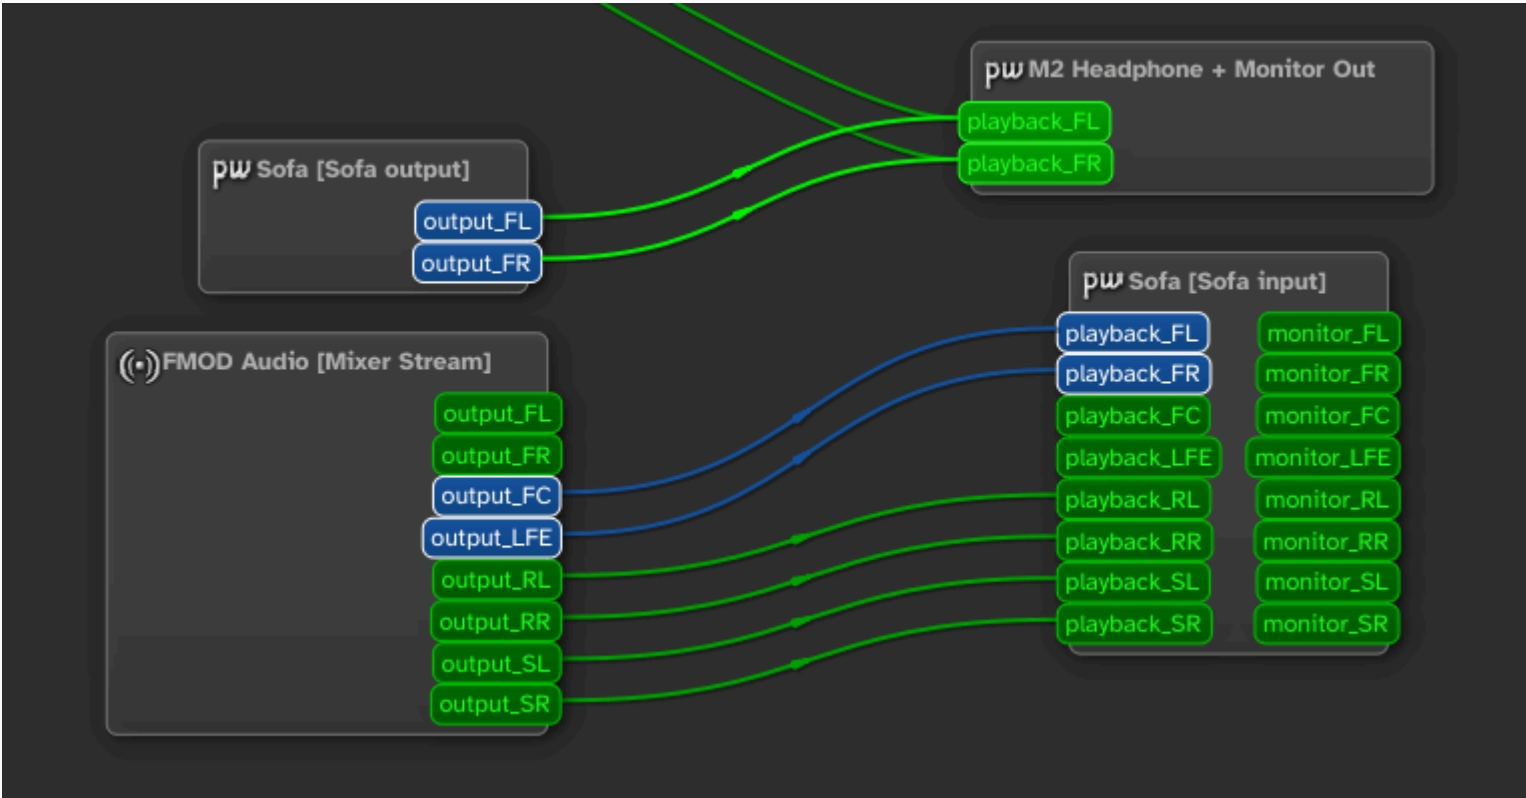 pw M2 Headphone + Monitor Out
playback_FL
playback_FR
pw Sofa [Sofa output]
output_FL
output_FR
pw Sofa [Sofa input]
playback_FL monitor_FL
playback_FR monitor_FR
playback_FC monitor_FC
playback_LFE monitor_LFE
playback_RL monitor_RL
playback_RR monitor_RR
playback_SL monitor_SL
playback_SR monitor_SR
FMOD Audio [Mixer Stream]
output_FL
output_FR
output_FC
output_LFE
output_RL
output_RR
output_SL
output_SR